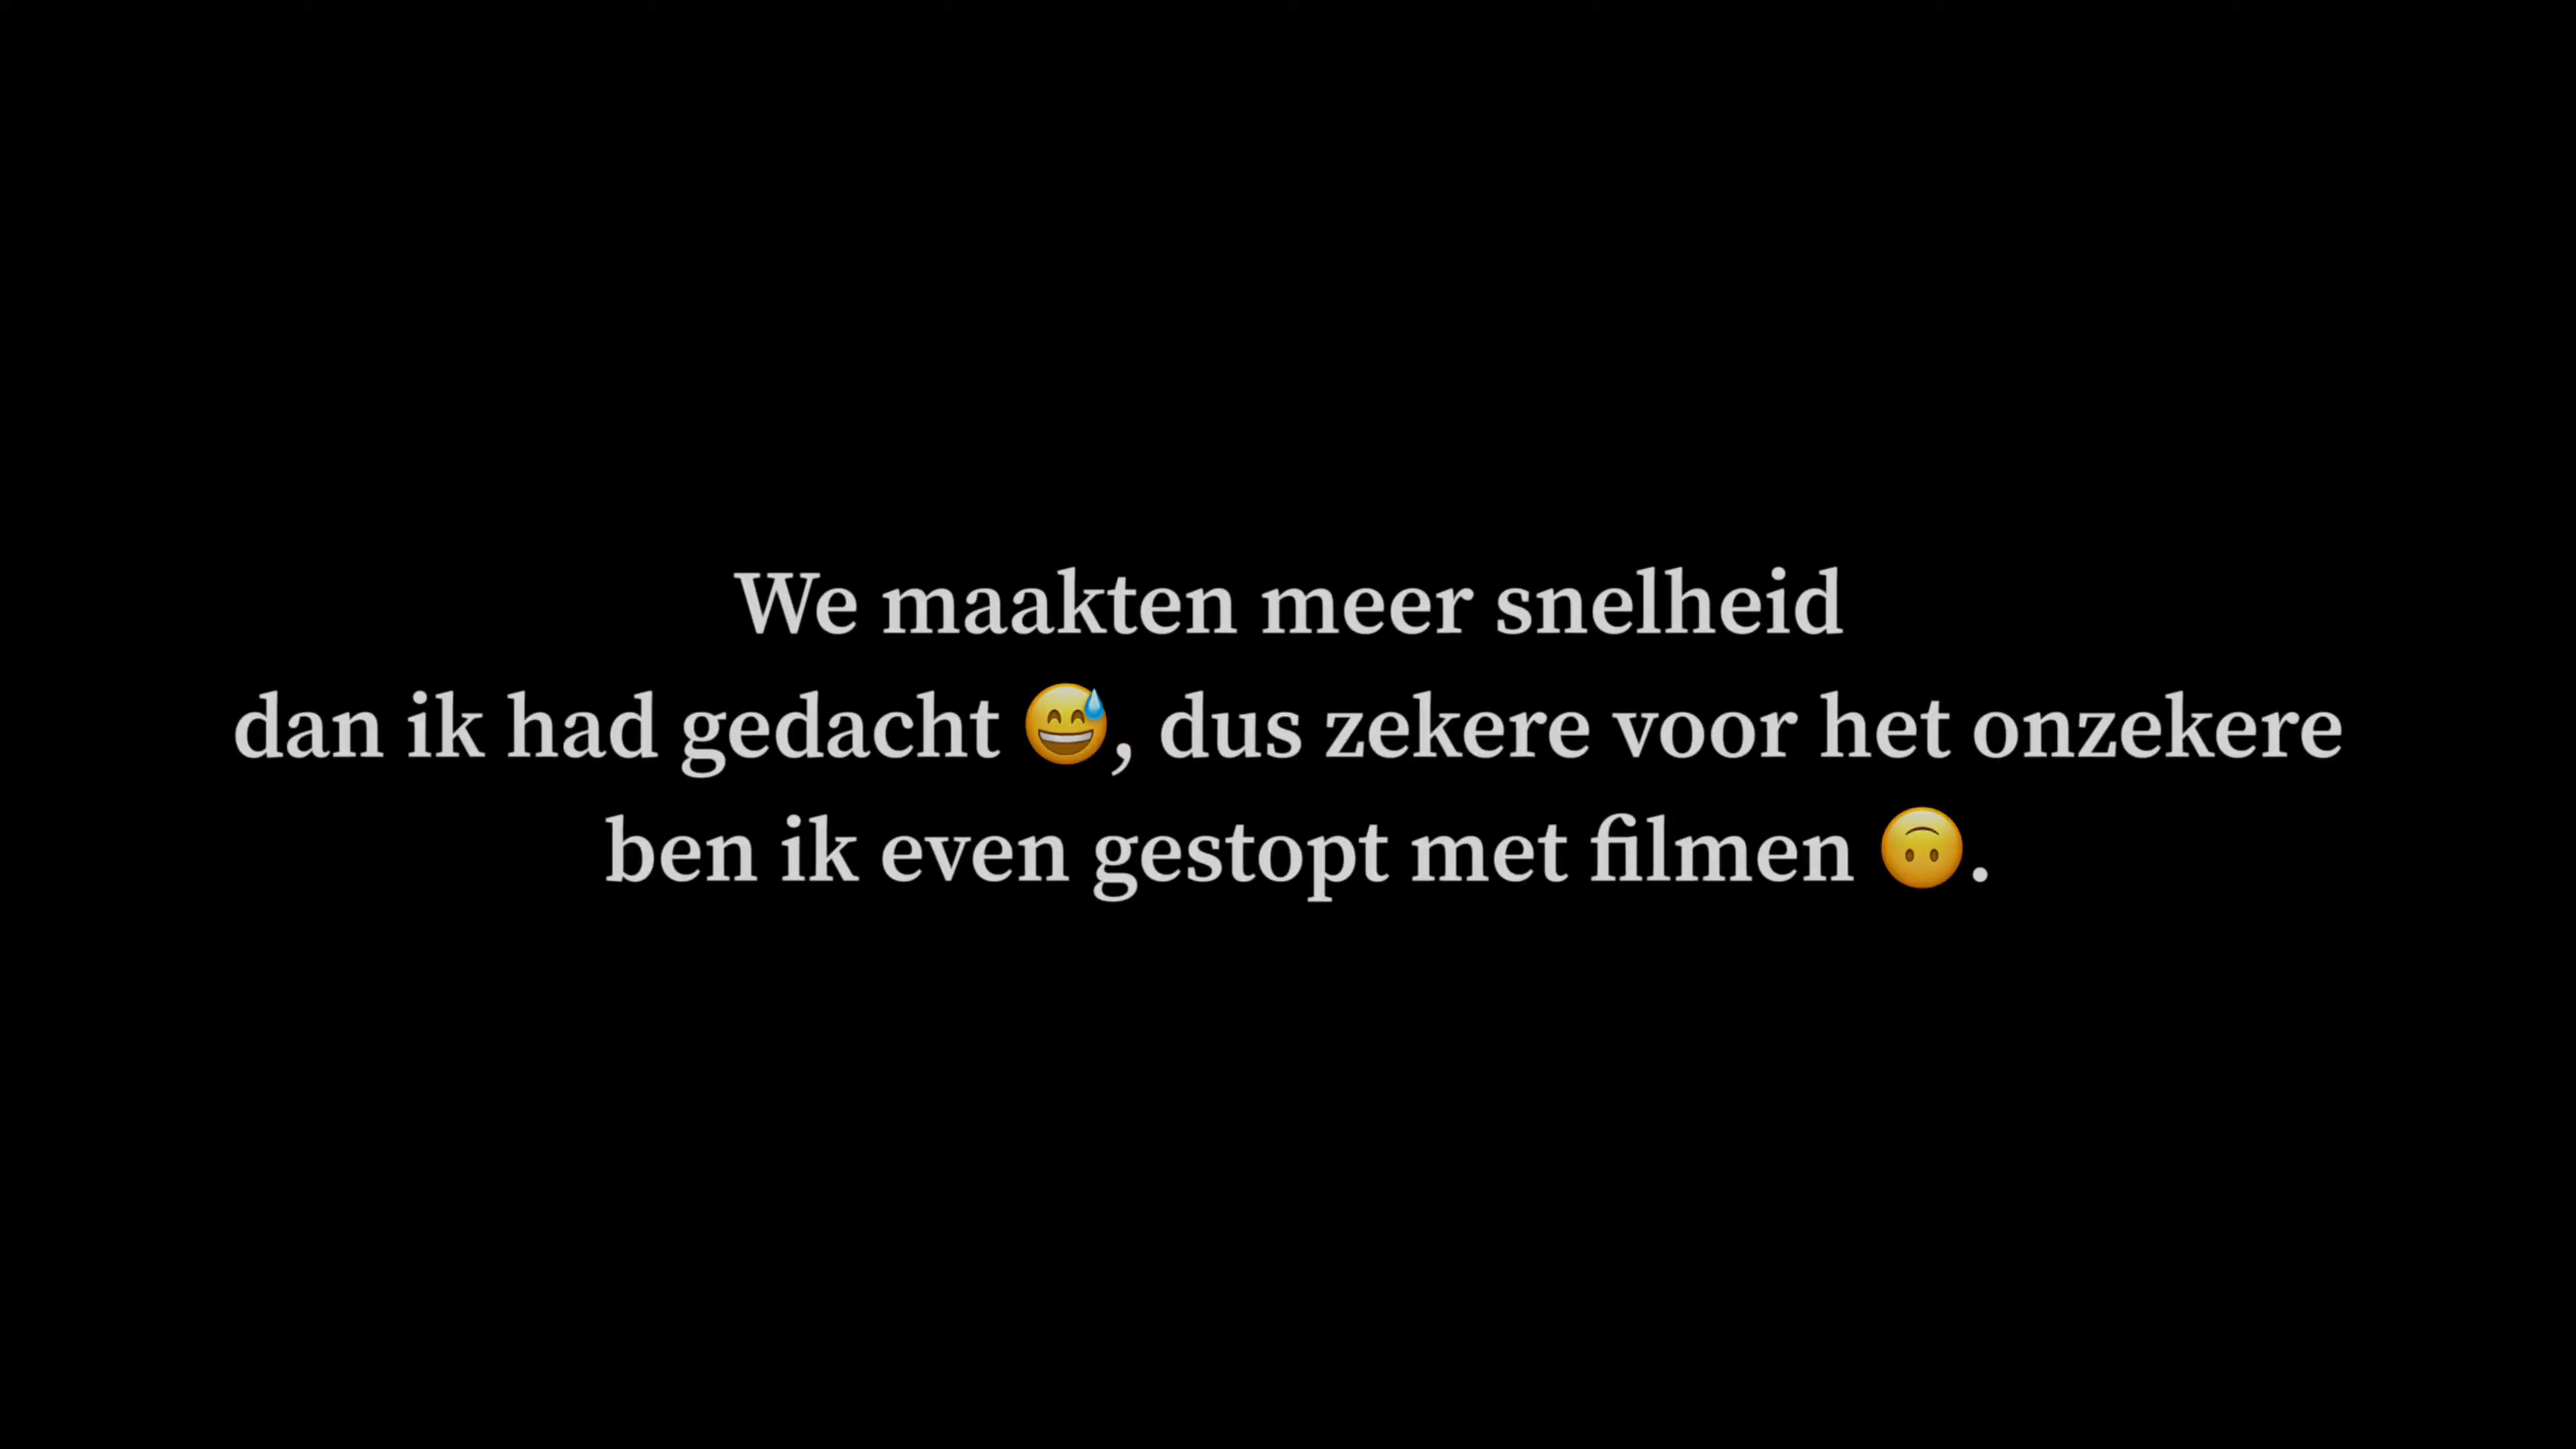 We maakten meer snelheid
dan ik had gedacht 😅, dus zekere voor het onzekere
ben ik even gestopt met filmen 🙃.